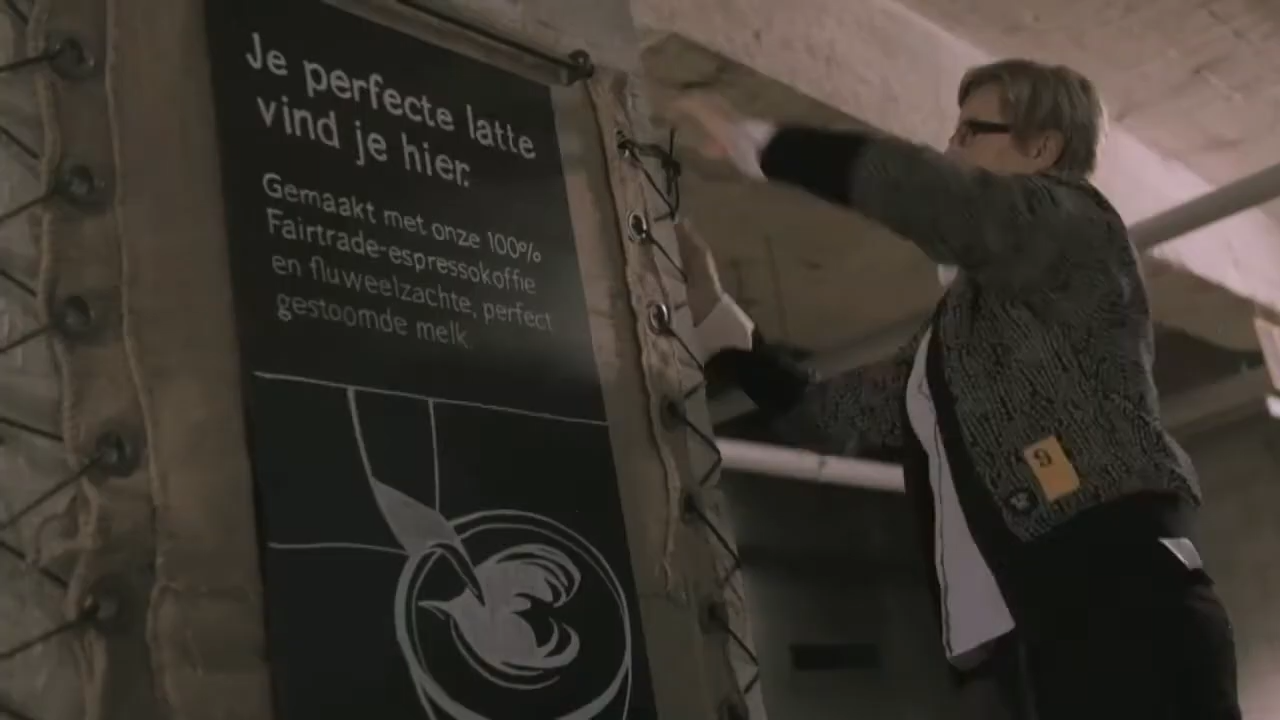 Je perfecte latte
vind je hier.
Gemaakt met onze 100%
Fairtrade-espressokoffie
en fluweelzachte, perfect
gestoomde melk.
9